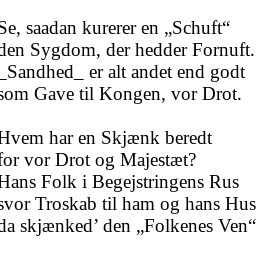 Se, saadan kurerer en „Schuft“
den Sygdom, der hedder Fornuft.
_Sandhed_ er alt andet end godt
som Gave til Kongen, vor Drot.

Hvem har en Skjænk beredt
for vor Drot og Majestæt?
Hans Folk i Begejstringens Rus
svor Troskab til ham og hans Hus
da skjænked’ den „Folkenes Ven“